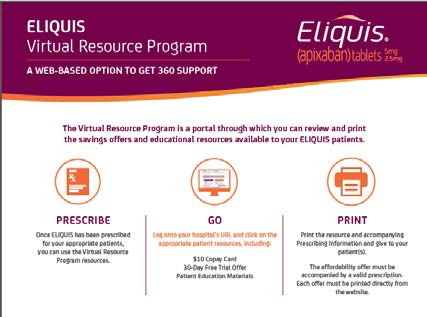 ELIQUIS
Virtual Resource Program
A WEB-BASED OPTION TO GET 360 SUPPORT
Eliquis®
(apixaban) tablets 5mg
2.5mg
The Virtual Resource Program is a portal through which you can review and print
the savings offers and educational resources available to your ELIQUIS patients.
Rx
PRESCRIBE
Once ELIQUIS has been prescribed
for your appropriate patients,
you can use the Virtual Resource
Program resources.
GO
Log onto your hospital's URL and click on the
appropriate patient resources, including:
$10 Copay Card
30-Day Free Trial Offer
Patient Education Materials
PRINT
Print the resource and accompanying
Prescribing Information and give to your
patient(s).
The affordability offer must be
accompanied by a valid prescription.
Each offer must be printed directly from
the website.